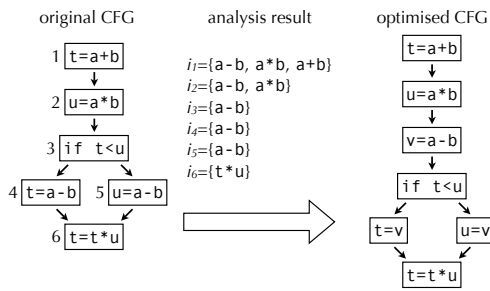 original CFG
1 t=a+b
2 u=a*b
3 if t<u
4 t=a-b 5 u=a-b
6 t=t*u
analysis result
i1={a-b, a*b, a+b}
i2={a-b, a*b}
i3={a-b}
i4={a-b}
i5={a-b}
i6={t*u}
optimised CFG
t=a+b
u=a*b
v=a-b
if t<u
t=v u=v
t=t*u